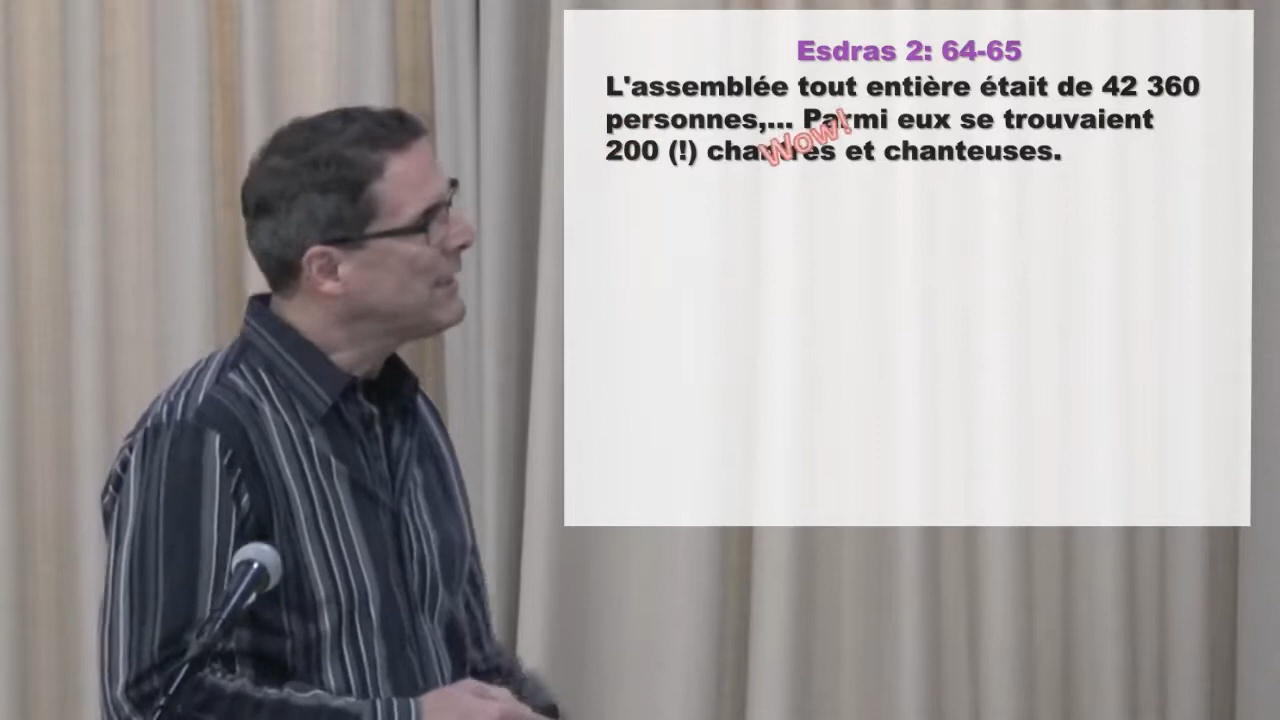 Esdras 2: 64-65
L'assemblée tout entière était de 42 360
personnes,... Parmi eux se trouvaient
200 (!) chantres et chanteuses.
Wow!